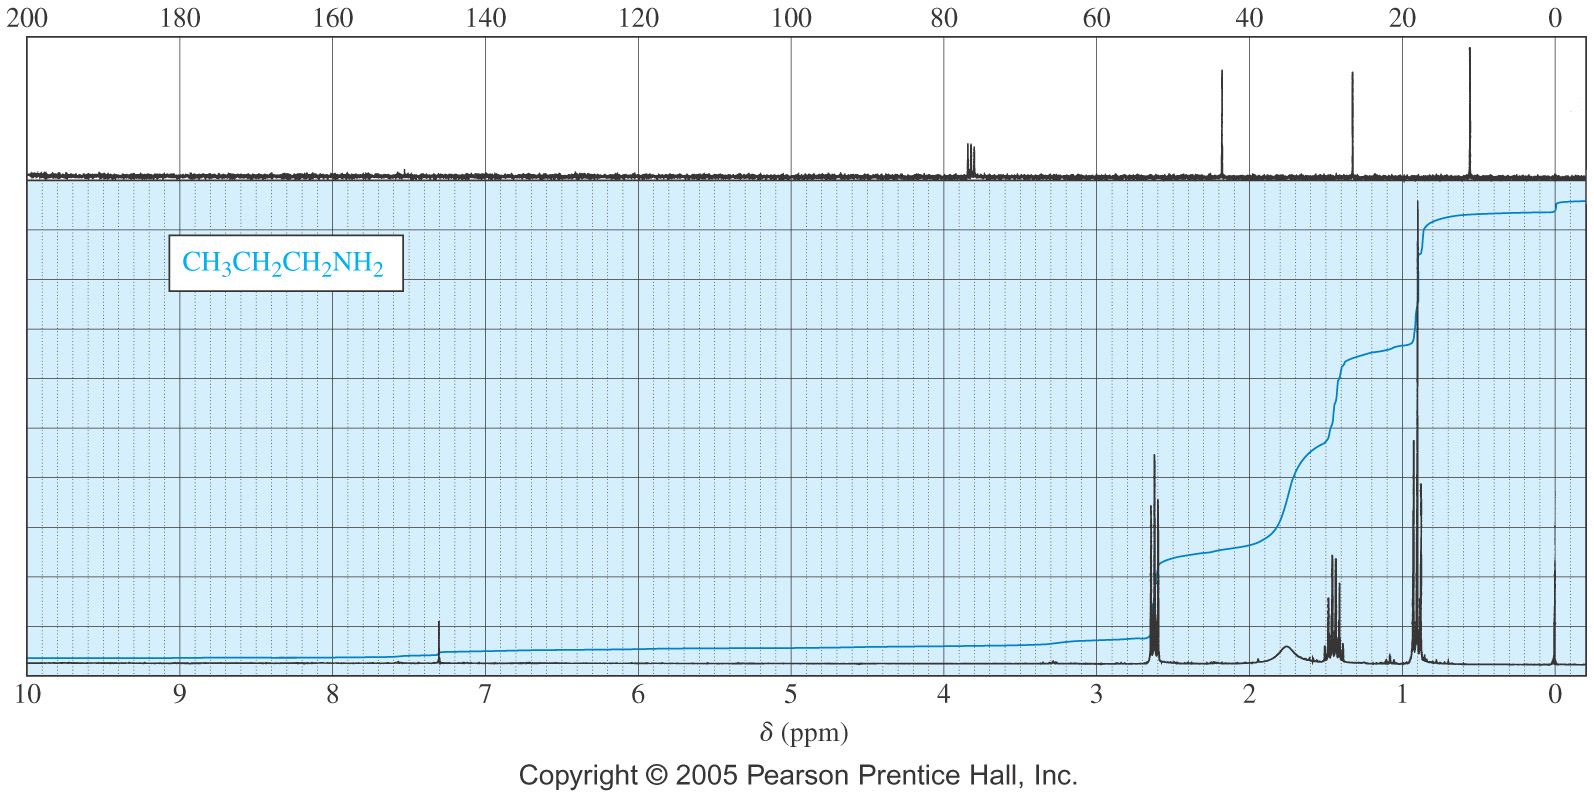 200 180 160 140 120 100 80 60 40 20 0
CH₃CH₂CH₂NH₂
10 9 8 7 6 5 4 3 2 1 0
δ (ppm)
Copyright © 2005 Pearson Prentice Hall, Inc.